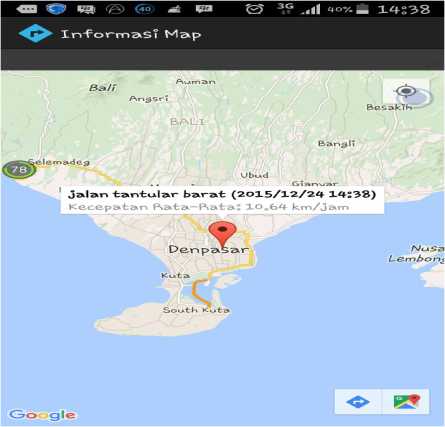 40 3G 40% 14:38
Informasi Map
Bali
Auman
Angsri
BALI
Besakih
Bangli
Selemadeg
78
Ubud
Gianyar
jalan tantular barat (2015/12/24 14:38)
Kecepatan Rata-Rata: 10.64 km/jam
Denpasar
Nusa
Lembong
Kuta
South Kuta
Google